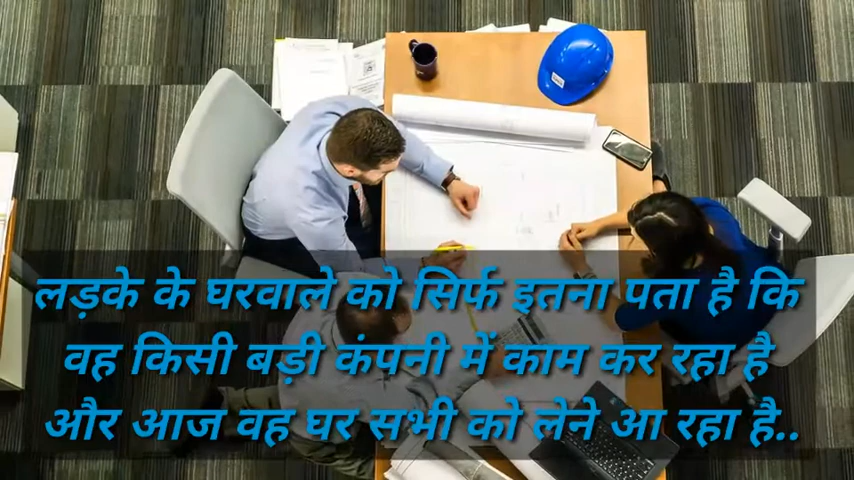 लड़के के घरवाले को सिर्फ इतना पता है कि
वह किसी बड़ी कंपनी में काम कर रहा है
और आज वह घर सभी को लेने आ रहा है..